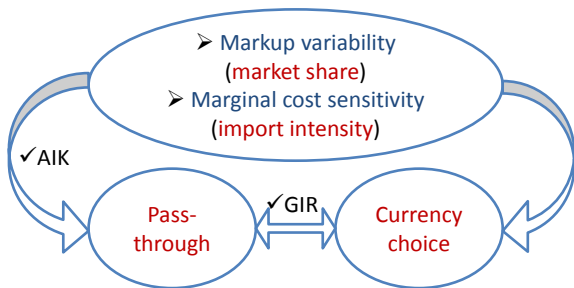 ➢ Markup variability
(market share)
➢ Marginal cost sensitivity
(import intensity)
✓AIK
✓GIR
Pass-
through
Currency
choice